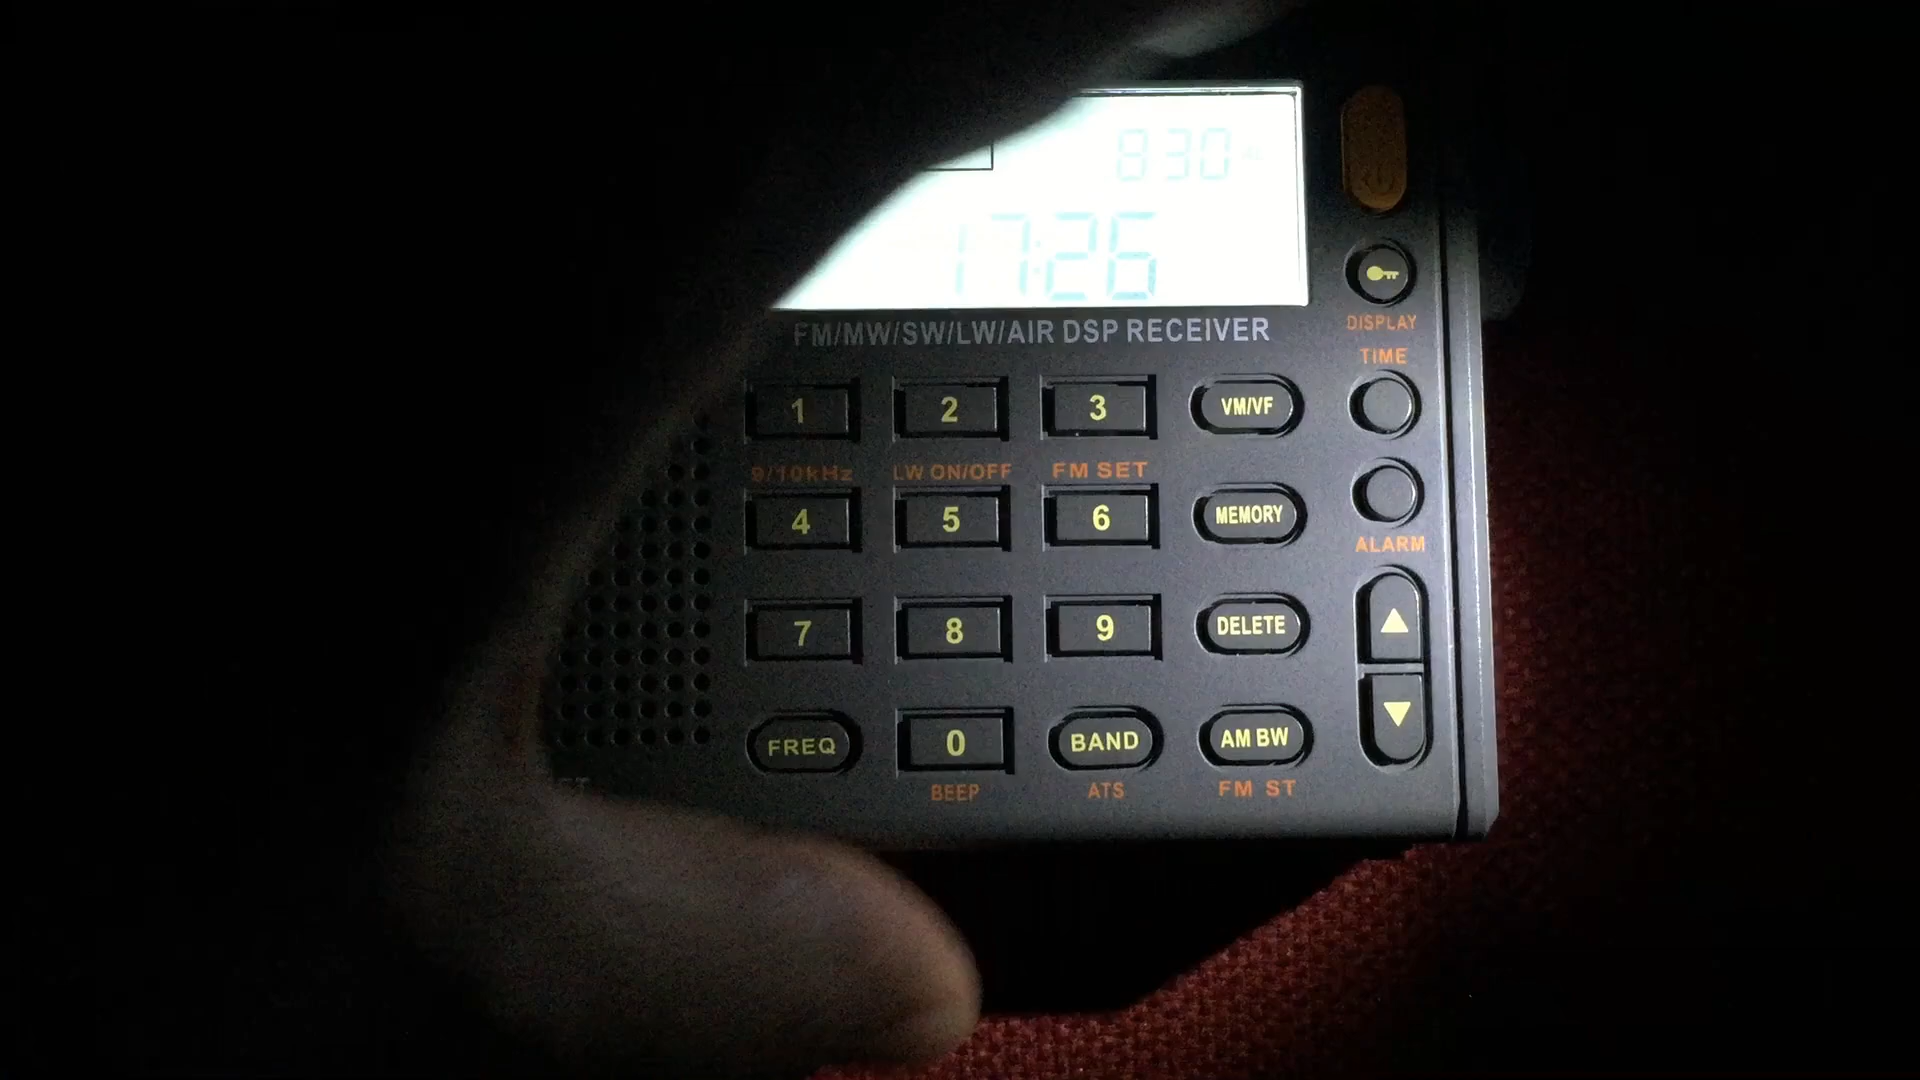 830
17:26
FM/MW/SW/LW/AIR DSP RECEIVER
DISPLAY
TIME
1 2 3 VM/VF
9/10kHz LW ON/OFF FM SET
4 5 6 MEMORY
ALARM
7 8 9 DELETE
FREQ 0 BAND AM BW
BEEP ATS FM ST